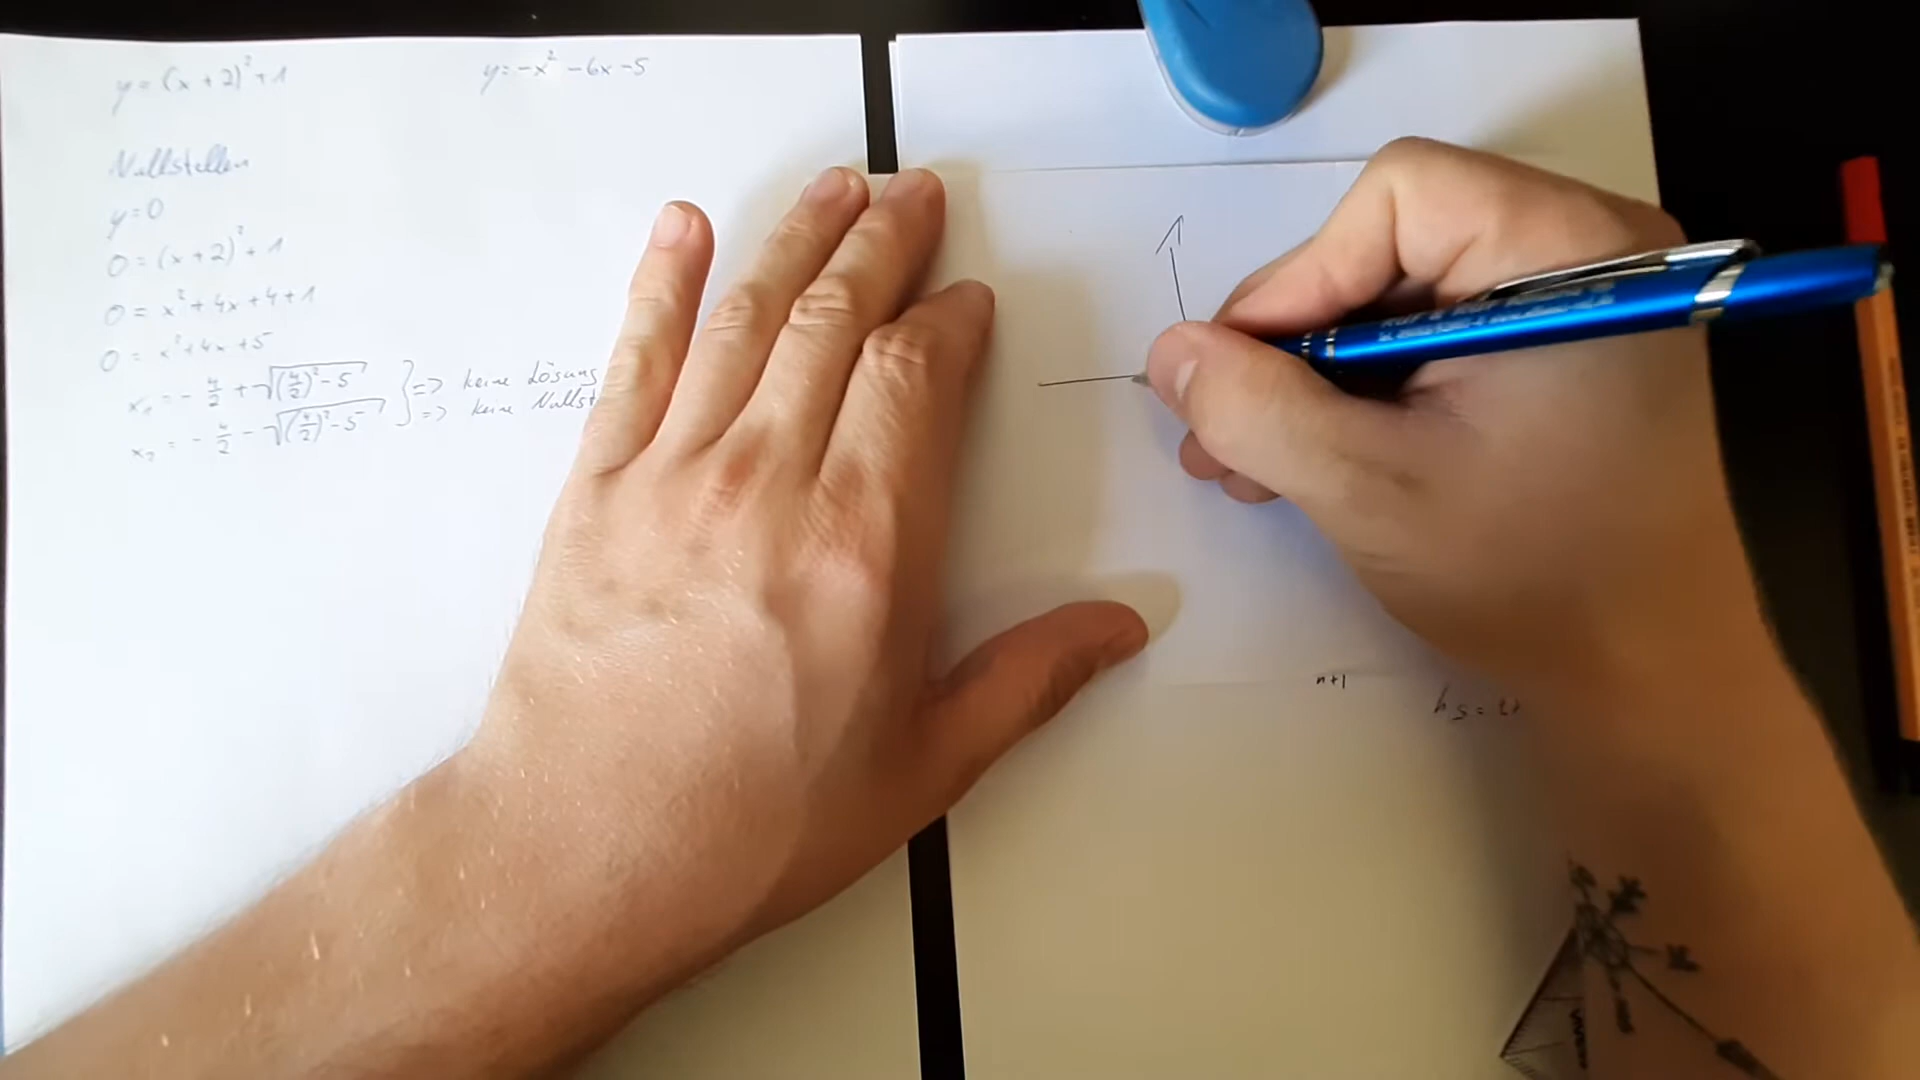 y = (x + 2)² + 1
y = -x² - 6x - 5
Nullstellen
y = 0
0 = (x + 2)² + 1
0 = x² + 4x + 4 + 1
0 = x² + 4x + 5
x₁ = - 4/2 + √((4/2)² - 5) } => keine Lösung
x₂ = - 4/2 - √((4/2)² - 5) => keine Nullst
n+1